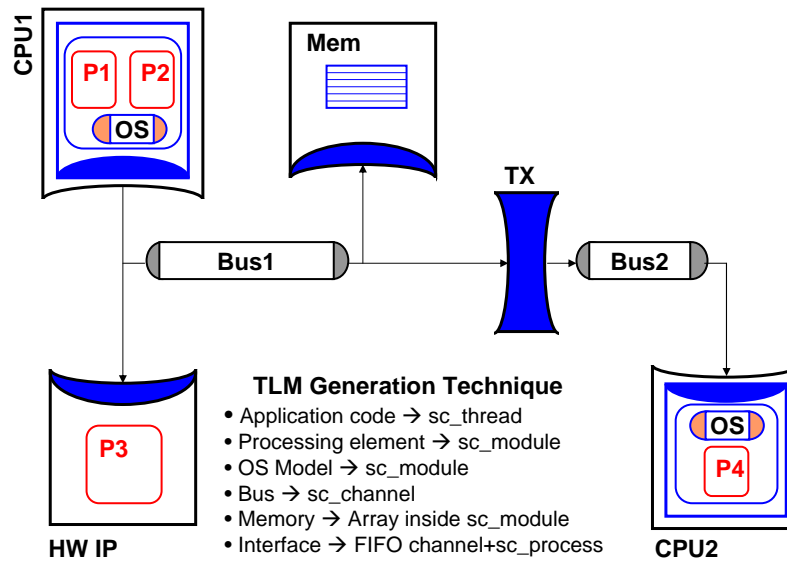 CPU1
P1 P2
OS
Mem
TX
Bus1
Bus2
P3
HW IP
TLM Generation Technique
• Application code → sc_thread
• Processing element → sc_module
• OS Model → sc_module
• Bus → sc_channel
• Memory → Array inside sc_module
• Interface → FIFO channel+sc_process
OS
P4
CPU2